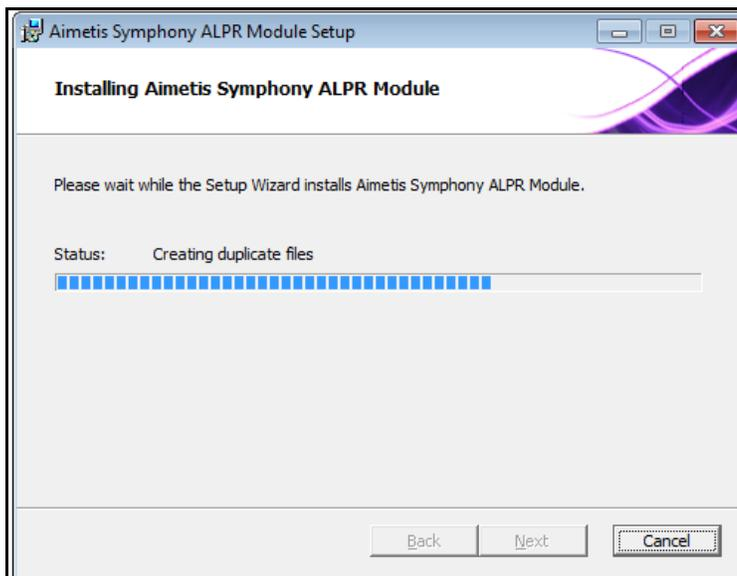 Aimetis Symphony ALPR Module Setup
Installing Aimetis Symphony ALPR Module
Please wait while the Setup Wizard installs Aimetis Symphony ALPR Module.
Status: Creating duplicate files
Back Next Cancel